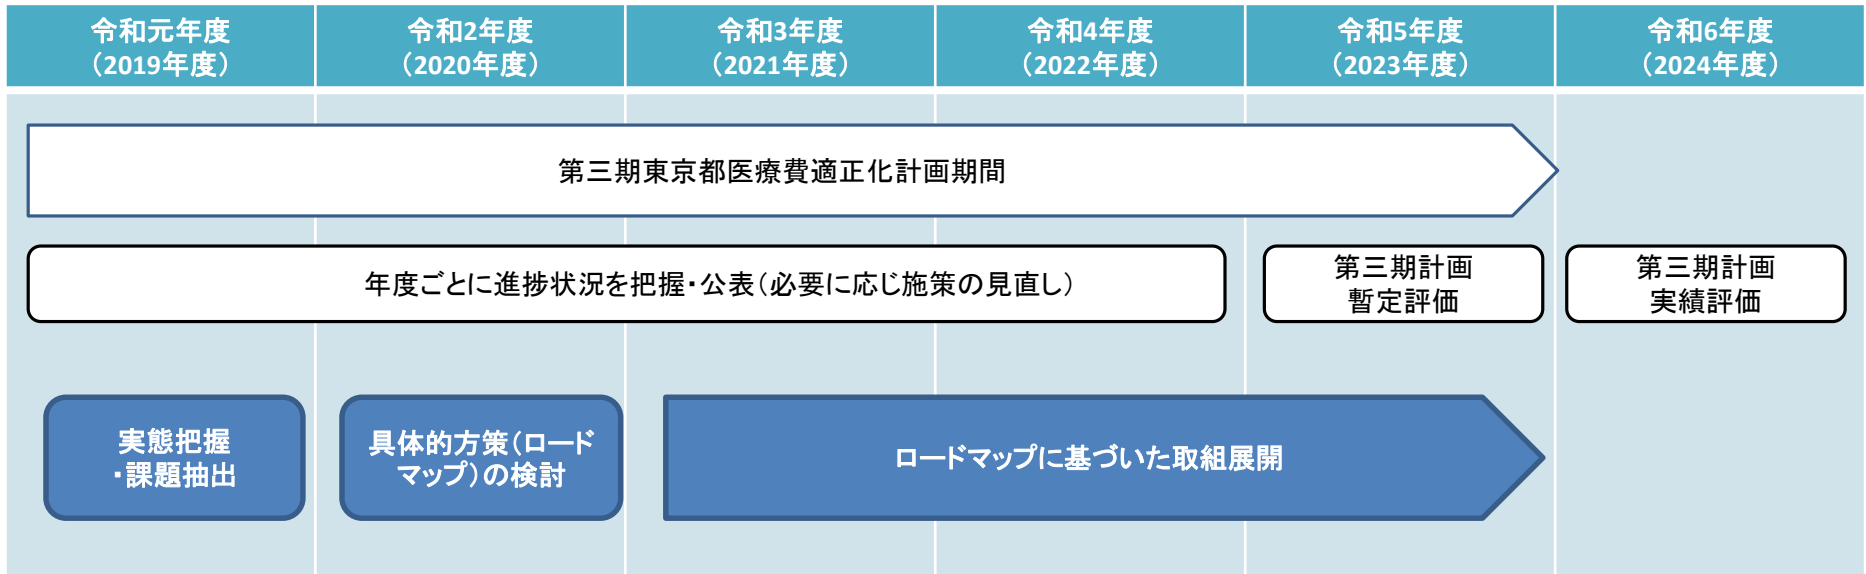 令和元年度
（2019年度）
令和2年度
（2020年度）
令和3年度
（2021年度）
令和4年度
（2022年度）
令和5年度
（2023年度）
令和6年度
（2024年度）
第三期東京都医療費適正化計画期間
年度ごとに進捗状況を把握・公表（必要に応じ施策の見直し）
第三期計画
暫定評価
第三期計画
実績評価
実態把握
・課題抽出
具体的方策（ロード
マップ）の検討
ロードマップに基づいた取組展開